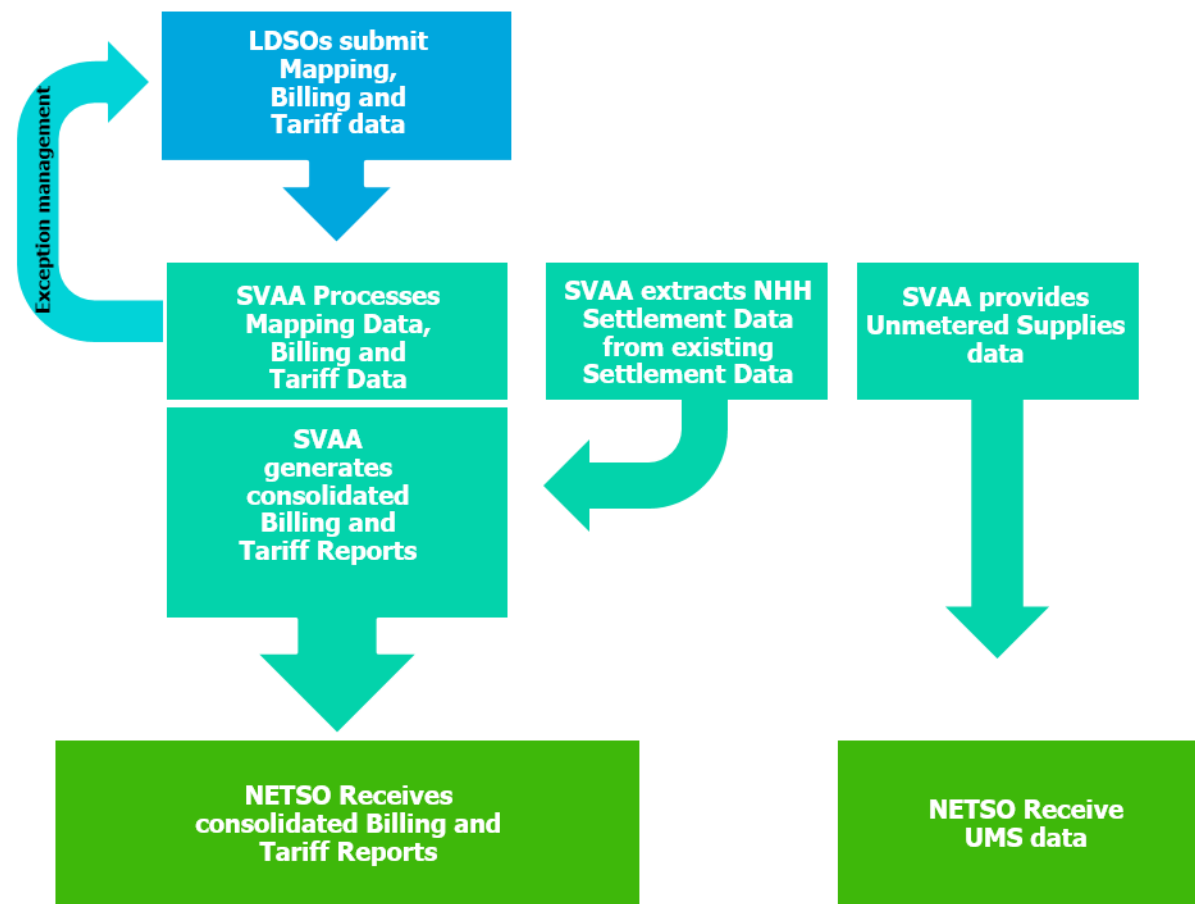 LDSOs submit
Mapping,
Billing and
Tariff data
Exception management
SVAA Processes
Mapping Data,
Billing and
Tariff Data
SVAA extracts NHH
Settlement Data
from existing
Settlement Data
SVAA provides
Unmetered Supplies
data
SVAA
generates
consolidated
Billing and
Tariff Reports
NETSO Receives
consolidated Billing and
Tariff Reports
NETSO Receive
UMS data